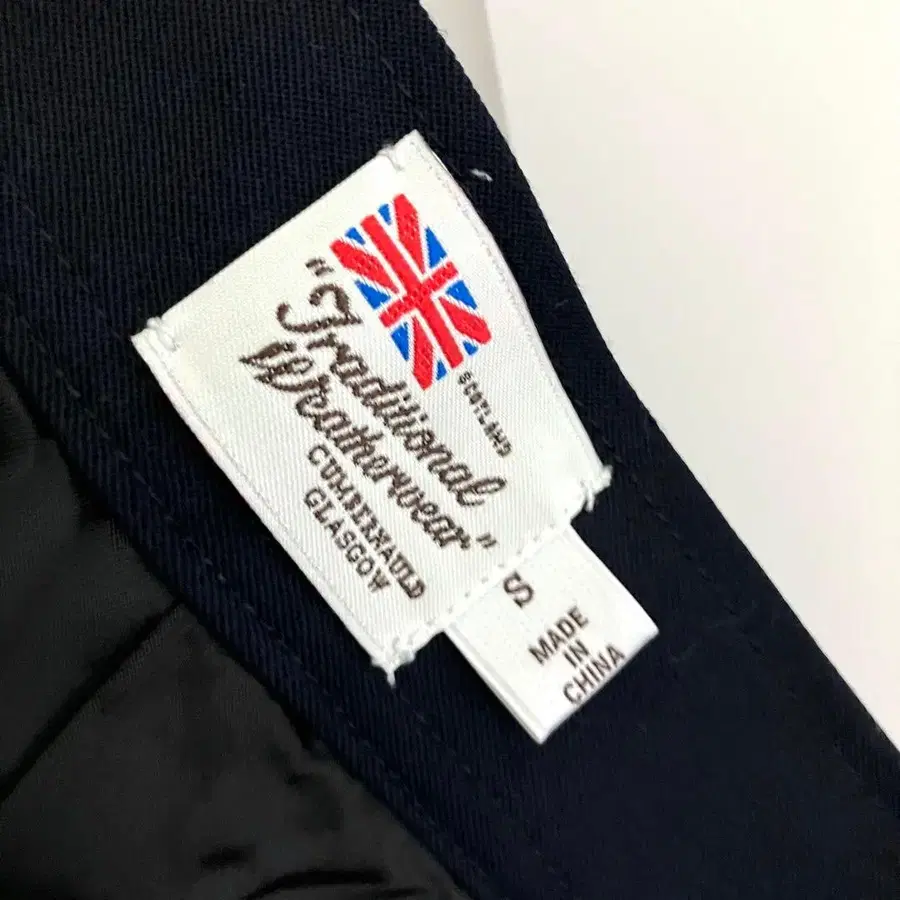 SCOTLAND
"Traditional
Weatherwear"
CUMBERNAULD
GLASGOW
S
MADE
IN
CHINA